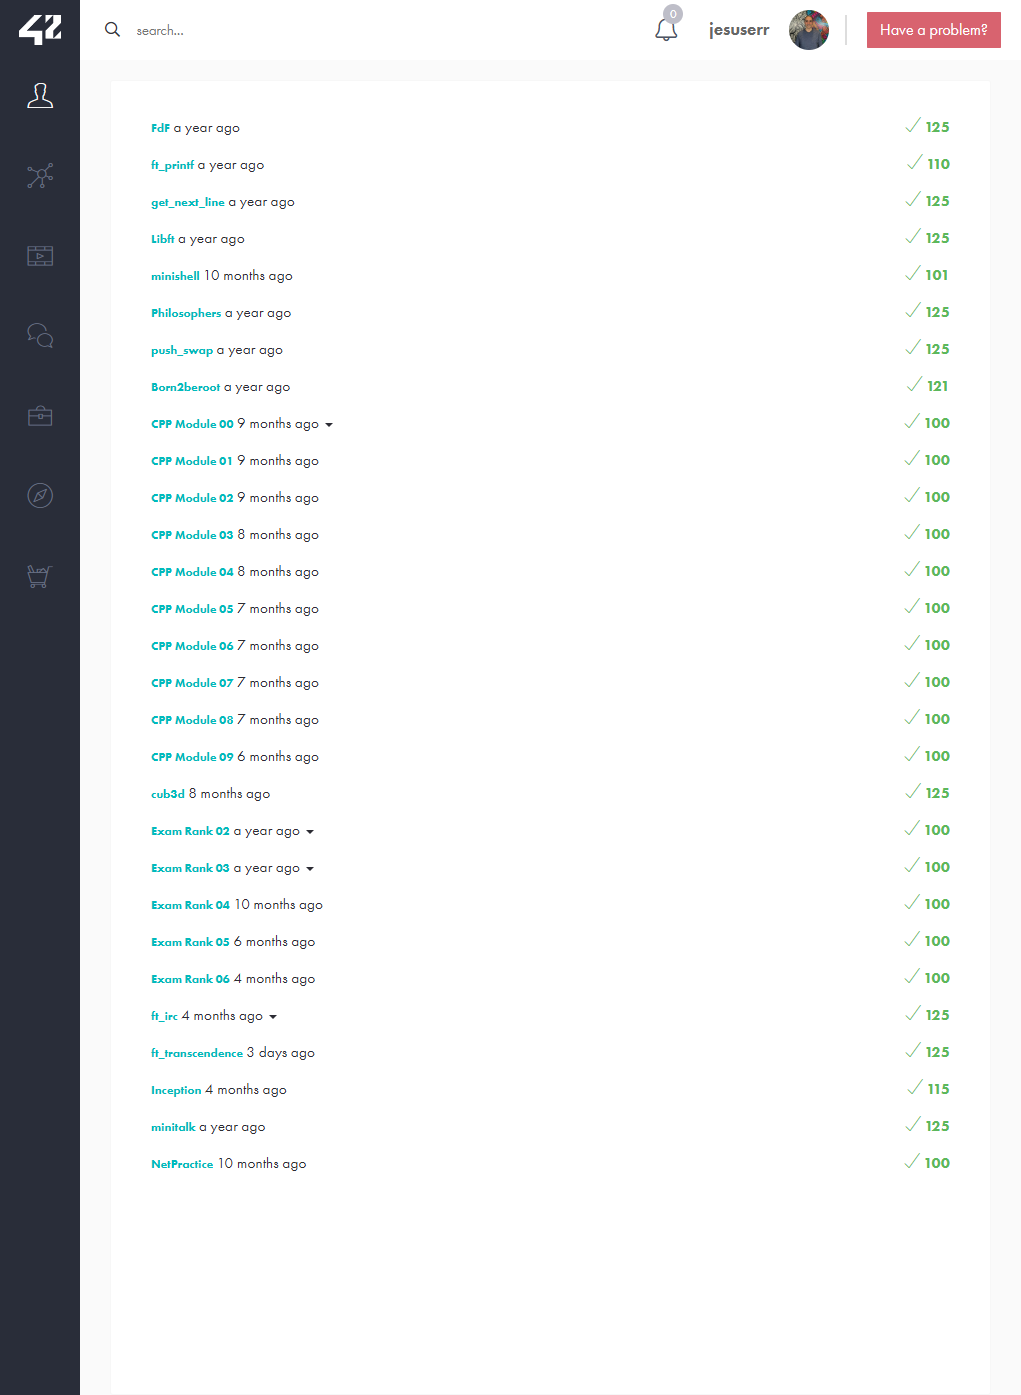 42
search...
0
jesuserr
Have a problem?
FdF a year ago 125
ft_printf a year ago 110
get_next_line a year ago 125
Libft a year ago 125
minishell 10 months ago 101
Philosophers a year ago 125
push_swap a year ago 125
Born2beroot a year ago 121
CPP Module 00 9 months ago 100
CPP Module 01 9 months ago 100
CPP Module 02 9 months ago 100
CPP Module 03 8 months ago 100
CPP Module 04 8 months ago 100
CPP Module 05 7 months ago 100
CPP Module 06 7 months ago 100
CPP Module 07 7 months ago 100
CPP Module 08 7 months ago 100
CPP Module 09 6 months ago 100
cub3d 8 months ago 125
Exam Rank 02 a year ago 100
Exam Rank 03 a year ago 100
Exam Rank 04 10 months ago 100
Exam Rank 05 6 months ago 100
Exam Rank 06 4 months ago 100
ft_irc 4 months ago 125
ft_transcendence 3 days ago 125
Inception 4 months ago 115
minitalk a year ago 125
NetPractice 10 months ago 100